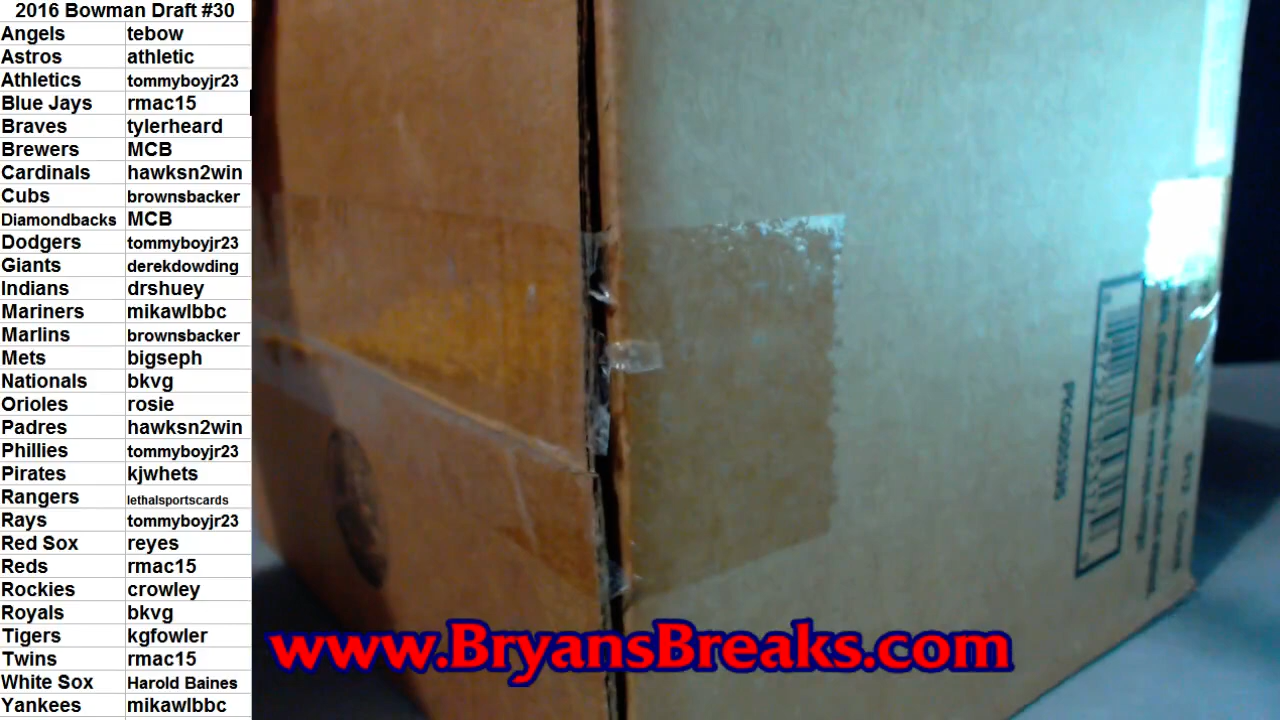 2016 Bowman Draft #30
Angels tebow
Astros athletic
Athletics tommyboyjr23
Blue Jays rmac15
Braves tylerheard
Brewers MCB
Cardinals hawksn2win
Cubs brownsbacker
Diamondbacks MCB
Dodgers tommyboyjr23
Giants derekdowding
Indians drshuey
Mariners mikawlbbc
Marlins brownsbacker
Mets bigseph
Nationals bkvg
Orioles rosie
Padres hawksn2win
Phillies tommyboyjr23
Pirates kjwhets
Rangers lethalsportscards
Rays tommyboyjr23
Red Sox reyes
Reds rmac15
Rockies crowley
Royals bkvg
Tigers kgfowler
Twins rmac15
White Sox Harold Baines
Yankees mikawlbbc
www.BryansBreaks.com